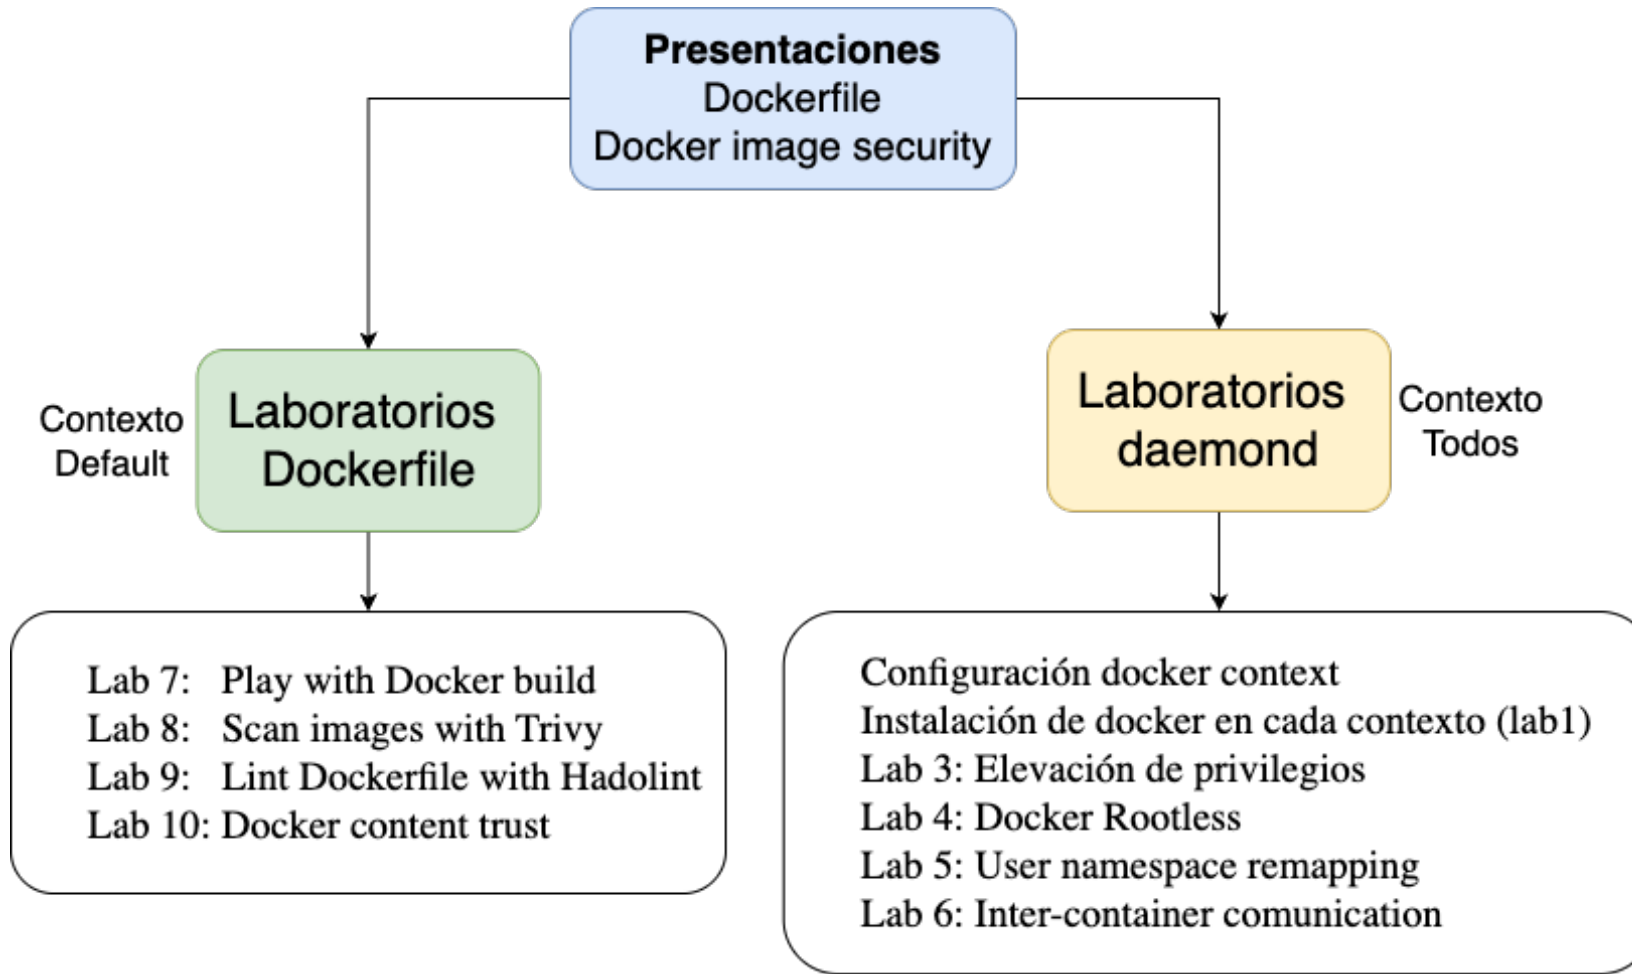 Presentaciones
Dockerfile
Docker image security
Contexto
Default
Laboratorios
Dockerfile
Laboratorios
daemond
Contexto
Todos
Lab 7: Play with Docker build
Lab 8: Scan images with Trivy
Lab 9: Lint Dockerfile with Hadolint
Lab 10: Docker content trust
Configuración docker context
Instalación de docker en cada contexto (lab1)
Lab 3: Elevación de privilegios
Lab 4: Docker Rootless
Lab 5: User namespace remapping
Lab 6: Inter-container comunication